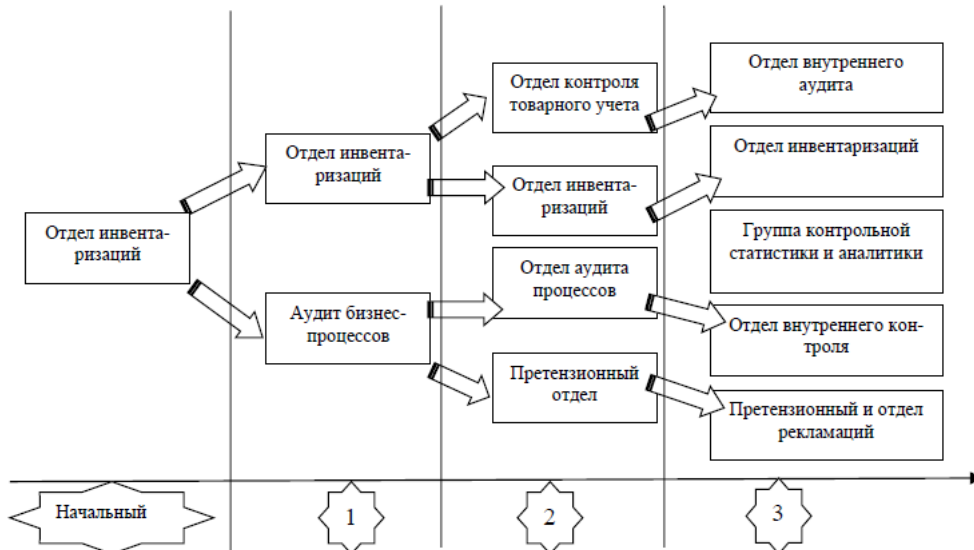 Отдел инвента-
ризаций
Отдел инвента-
ризаций
Аудит бизнес-
процессов
Отдел контроля
товарного учета
Отдел инвента-
ризаций
Отдел аудита
процессов
Претензионный
отдел
Отдел внутреннего
аудита
Отдел инвентаризаций
Группа контрольной
статистики и аналитики
Отдел внутреннего кон-
троля
Претензионный и отдел
рекламаций
Начальный
1
2
3